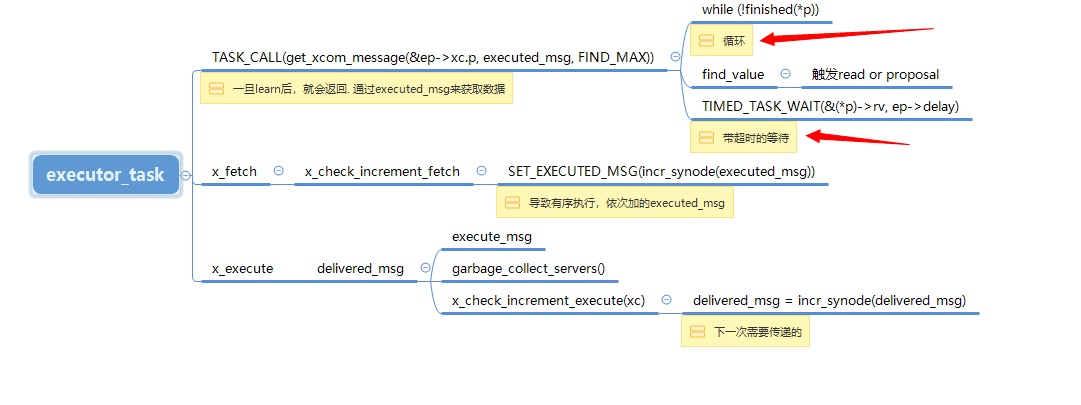 while (!finished(*p))
循环
TASK_CALL(get_xcom_message(&ep->xc.p, executed_msg, FIND_MAX))
find_value 触发read or proposal
一旦learn后，就会返回. 通过executed_msg来获取数据
TIMED_TASK_WAIT(&(*p)->rv, ep->delay)
带超时的等待
executor_task
x_fetch x_check_increment_fetch SET_EXECUTED_MSG(incr_synode(executed_msg))
导致有序执行，依次加的executed_msg
execute_msg
x_execute delivered_msg garbage_collect_servers()
x_check_increment_execute(xc) delivered_msg = incr_synode(delivered_msg)
下一次需要传递的